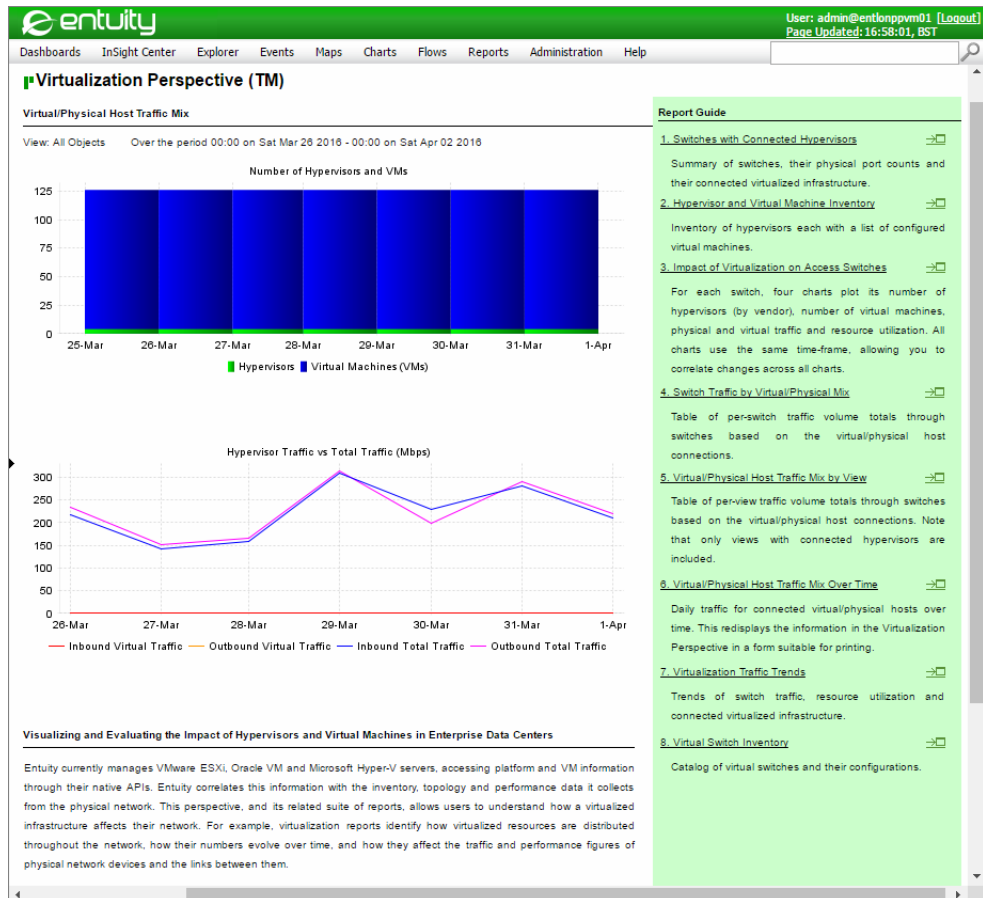 entuity
User: admin@entlonppvm01 [Logout]
Page Updated: 16:58:01, BST
Dashboards InSight Center Explorer Events Maps Charts Flows Reports Administration Help
Virtualization Perspective (TM)
Virtual/Physical Host Traffic Mix
View: All Objects Over the period 00:00 on Sat Mar 26 2016 - 00:00 on Sat Apr 02 2016
Number of Hypervisors and VMs
125
100
75
50
25
0
25-Mar 26-Mar 27-Mar 28-Mar 29-Mar 30-Mar 31-Mar 1-Apr
Hypervisors Virtual Machines (VMs)
Hypervisor Traffic vs Total Traffic (Mbps)
300
250
200
150
100
50
0
26-Mar 27-Mar 28-Mar 29-Mar 30-Mar 31-Mar 1-Apr
Inbound Virtual Traffic Outbound Virtual Traffic Inbound Total Traffic Outbound Total Traffic
Visualizing and Evaluating the Impact of Hypervisors and Virtual Machines in Enterprise Data Centers
Entuity currently manages VMware ESXi, Oracle VM and Microsoft Hyper-V servers, accessing platform and VM information
through their native APIs. Entuity correlates this information with the inventory, topology and performance data it collects
from the physical network. This perspective, and its related suite of reports, allows users to understand how a virtualized
infrastructure affects their network. For example, virtualization reports identify how virtualized resources are distributed
throughout the network, how their numbers evolve over time, and how they affect the traffic and performance figures of
physical network devices and the links between them.
Report Guide
1. Switches with Connected Hypervisors
Summary of switches, their physical port counts and
their connected virtualized infrastructure.
2. Hypervisor and Virtual Machine Inventory
Inventory of hypervisors each with a list of configured
virtual machines.
3. Impact of Virtualization on Access Switches
For each switch, four charts plot its number of
hypervisors (by vendor), number of virtual machines,
physical and virtual traffic and resource utilization. All
charts use the same time-frame, allowing you to
correlate changes across all charts.
4. Switch Traffic by Virtual/Physical Mix
Table of per-switch traffic volume totals through
switches based on the virtual/physical host
connections.
5. Virtual/Physical Host Traffic Mix by View
Table of per-view traffic volume totals through switches
based on the virtual/physical host connections. Note
that only views with connected hypervisors are
included.
6. Virtual/Physical Host Traffic Mix Over Time
Daily traffic for connected virtual/physical hosts over
time. This redisplays the information in the Virtualization
Perspective in a form suitable for printing.
7. Virtualization Traffic Trends
Trends of switch traffic, resource utilization and
connected virtualized infrastructure.
8. Virtual Switch Inventory
Catalog of virtual switches and their configurations.